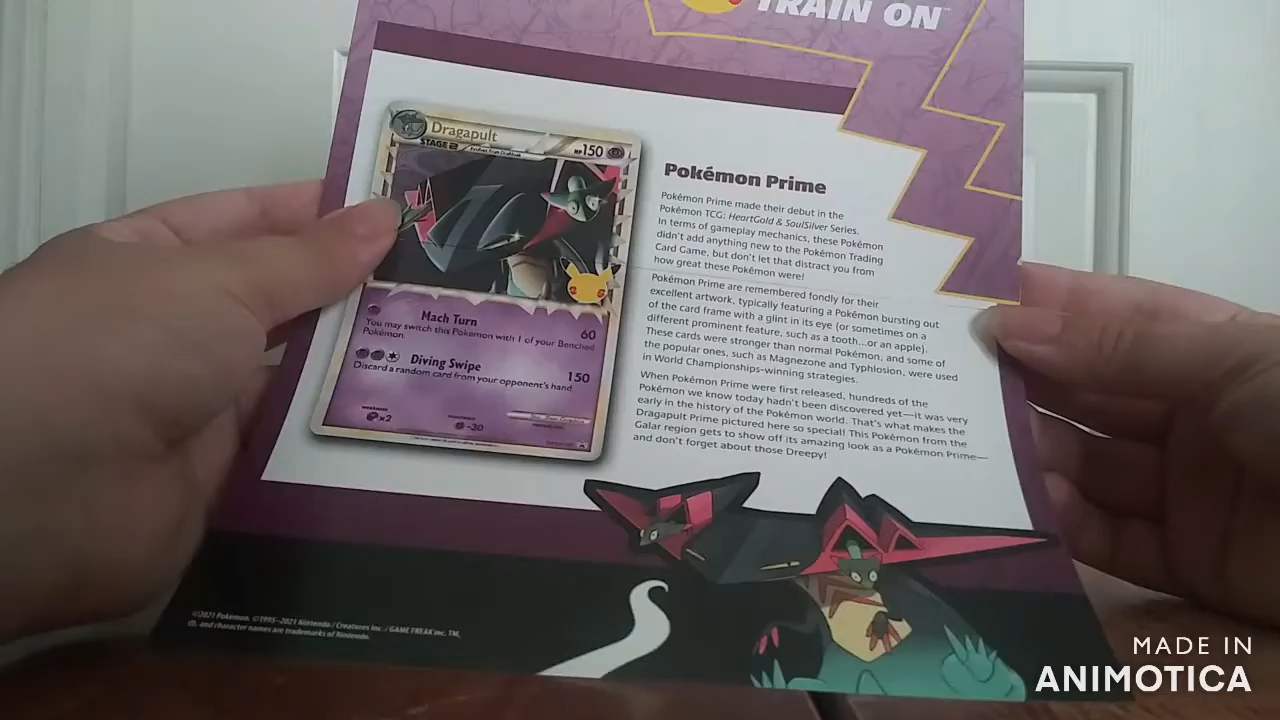 TRAIN ON™
Dragapult
STAGE 2
Evolves from Drakloak
HP150
Mach Turn
60
You may switch this Pokémon with 1 of your Benched
Pokémon.
Diving Swipe
150
Discard a random card from your opponent's hand.
weakness
x2
resistance
-30
Pokémon Prime
Pokémon Prime made their debut in the
Pokémon TCG: HeartGold & SoulSilver Series.
In terms of gameplay mechanics, these Pokémon
didn't add anything new to the Pokémon Trading
Card Game, but don't let that distract you from
how great these Pokémon were!
Pokémon Prime are remembered fondly for their
excellent artwork, typically featuring a Pokémon bursting out
of the card frame with a glint in its eye (or sometimes on a
different prominent feature, such as a tooth...or an apple).
These cards were stronger than normal Pokémon, and some of
the popular ones, such as Magnezone and Typhlosion, were used
in World Championships-winning strategies.
When Pokémon Prime were first released, hundreds of the
Pokémon we know today hadn't been discovered yet—it was very
early in the history of the Pokémon world. That's what makes the
Dragapult Prime pictured here so special! This Pokémon from the
Galar region gets to show off its amazing look as a Pokémon Prime—
and don't forget about those Dreepy!
©2021 Pokémon. ©1995–2021 Nintendo / Creatures Inc. / GAME FREAK inc. TM,
®, and character names are trademarks of Nintendo.
MADE IN
ANIMOTICA